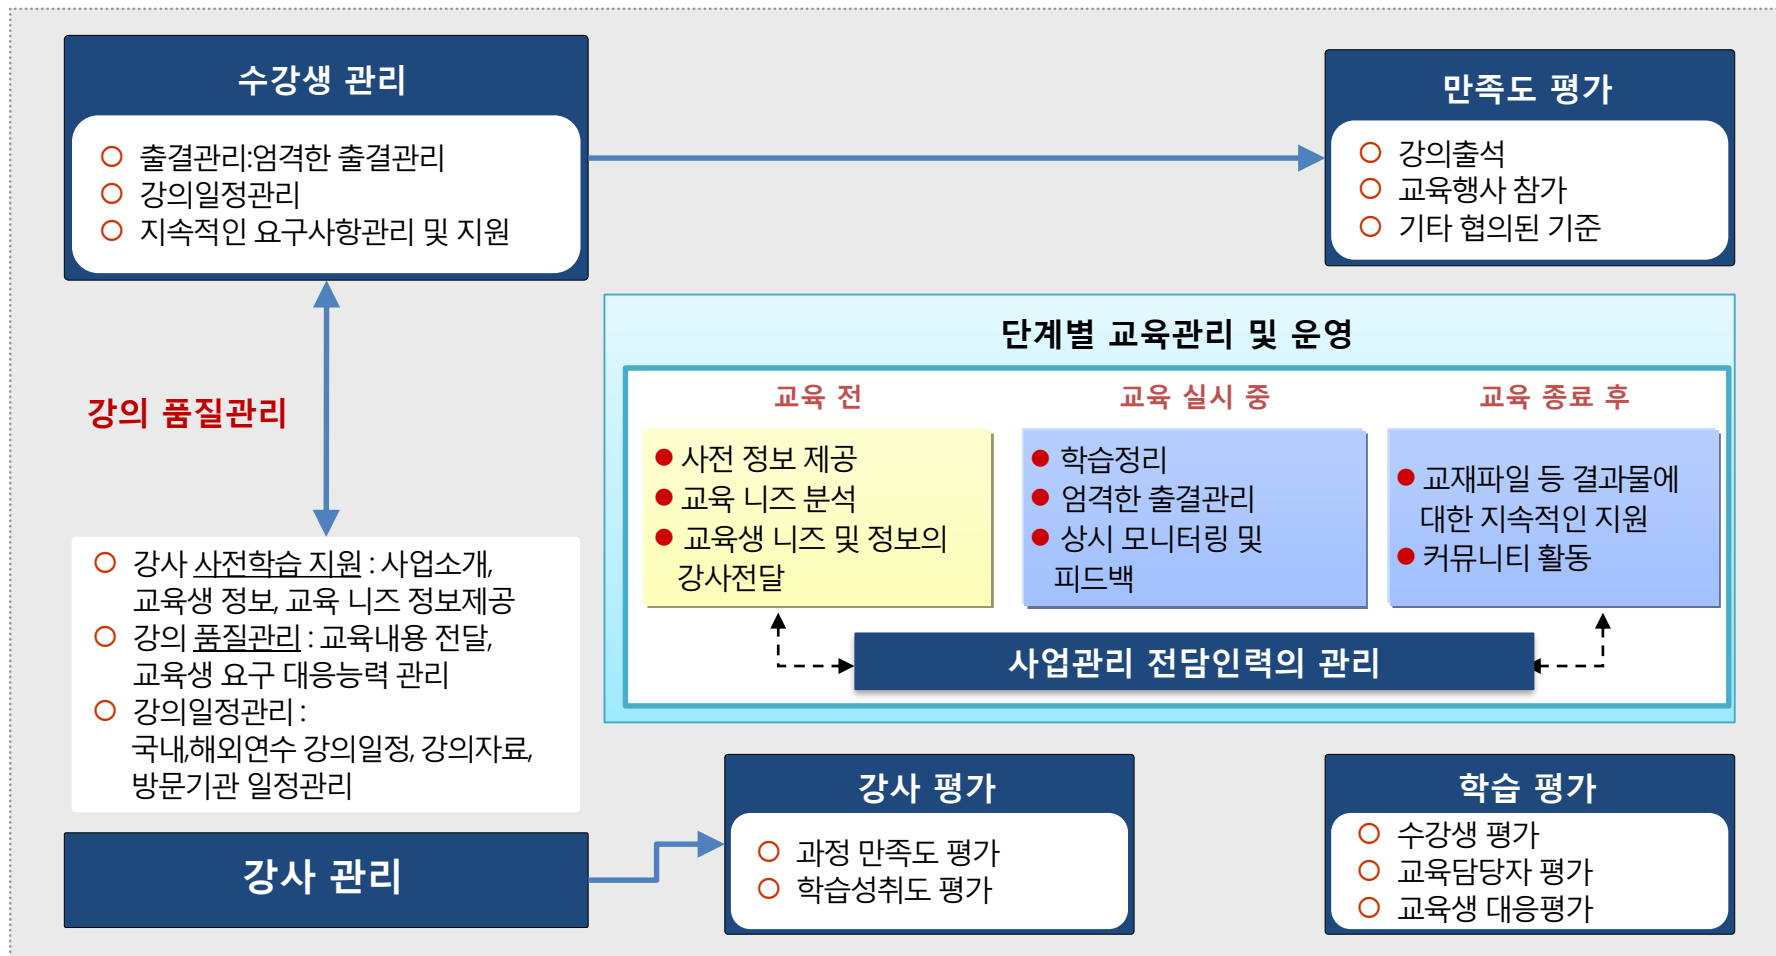 수강생 관리
출결관리:엄격한 출결관리
강의일정관리
지속적인 요구사항관리 및 지원
만족도 평가
강의출석
교육행사 참가
기타 협의된 기준
강의 품질관리
단계별 교육관리 및 운영
교육 전
사전 정보 제공
교육 니즈 분석
교육생 니즈 및 정보의
강사전달
교육 실시 중
학습정리
엄격한 출결관리
상시 모니터링 및
피드백
교육 종료 후
교재파일 등 결과물에
대한 지속적인 지원
커뮤니티 활동
사업관리 전담인력의 관리
강사 사전학습 지원 : 사업소개,
교육생 정보, 교육 니즈 정보제공
강의 품질관리 : 교육내용 전달,
교육생 요구 대응능력 관리
강의일정관리 :
국내,해외연수 강의일정, 강의자료,
방문기관 일정관리
강사 관리
강사 평가
과정 만족도 평가
학습성취도 평가
학습 평가
수강생 평가
교육담당자 평가
교육생 대응평가